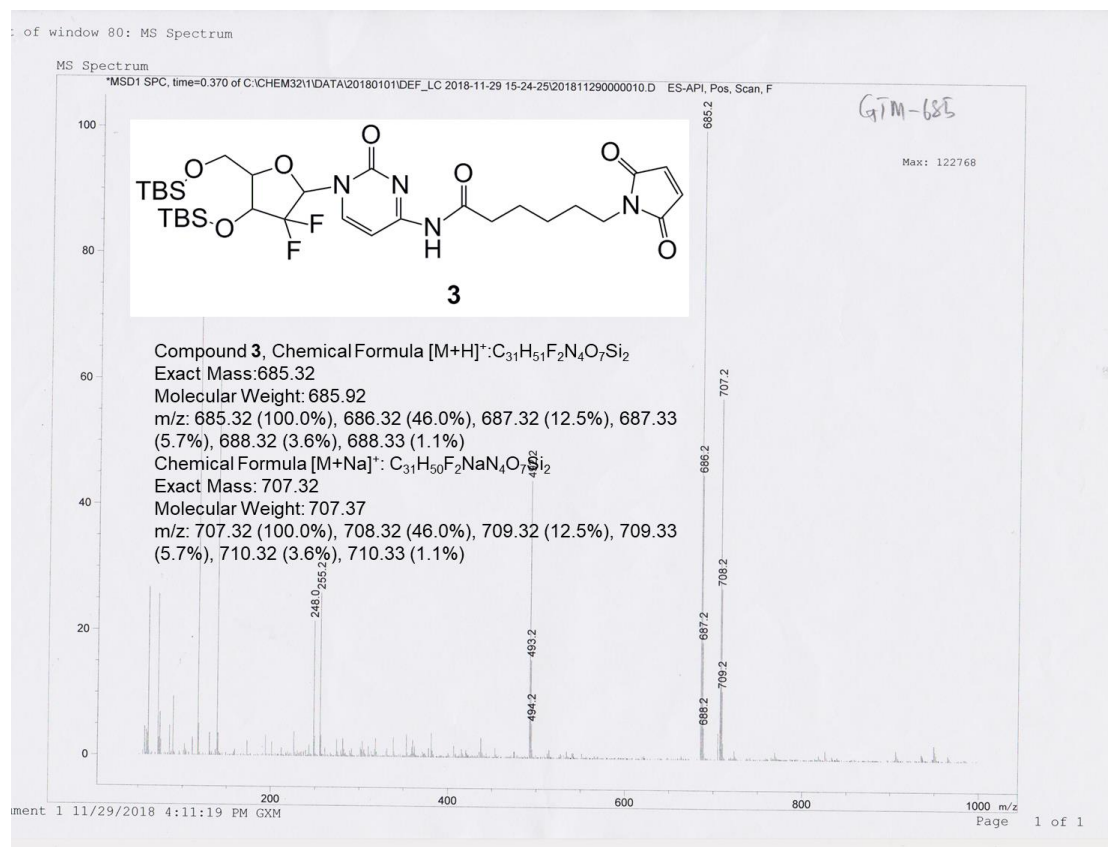 : of window 80: MS Spectrum
MS Spectrum
*MSD1 SPC, time=0.370 of C:\CHEM32\1\DATA\20180101\DEF_LC 2018-11-29 15-24-25\201811290000010.D ES-API, Pos, Scan, F
GTM-685
Max: 122768
100
80
60
40
20
0
685.2
686.2
687.2
688.2
707.2
708.2
709.2
493.2
494.2
248.0
255.2
O
O
O
N
N
N
H
O
O
N
O
TBS
O
TBS
O
F
F
3
Compound 3, Chemical Formula [M+H]⁺:C₃₁H₅₁F₂N₄O₇Si₂
Exact Mass:685.32
Molecular Weight: 685.92
m/z: 685.32 (100.0%), 686.32 (46.0%), 687.32 (12.5%), 687.33
(5.7%), 688.32 (3.6%), 688.33 (1.1%)
Chemical Formula [M+Na]⁺: C₃₁H₅₀F₂NaN₄O₇Si₂
Exact Mass: 707.32
Molecular Weight: 707.37
m/z: 707.32 (100.0%), 708.32 (46.0%), 709.32 (12.5%), 709.33
(5.7%), 710.32 (3.6%), 710.33 (1.1%)
200
400
600
800
1000 m/z
ument 1 11/29/2018 4:11:19 PM GXM
Page 1 of 1